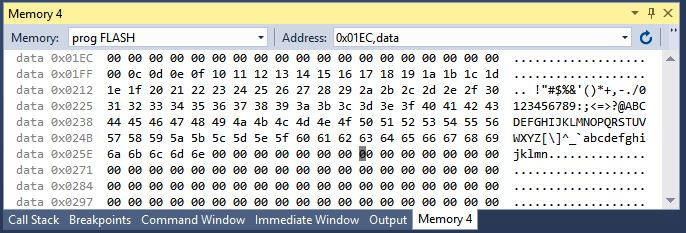 Memory 4
Memory: prog FLASH Address: 0x01EC,data
data 0x01EC 00 00 00 00 00 00 00 00 00 00 00 00 00 00 00 00 00 00 00 ...................
data 0x01FF 00 0c 0d 0e 0f 10 11 12 13 14 15 16 17 18 19 1a 1b 1c 1d ...................
data 0x0212 1e 1f 20 21 22 23 24 25 26 27 28 29 2a 2b 2c 2d 2e 2f 30 .. !"#$%&'()*+,-./0
data 0x0225 31 32 33 34 35 36 37 38 39 3a 3b 3c 3d 3e 3f 40 41 42 43 123456789:;<=>?@ABC
data 0x0238 44 45 46 47 48 49 4a 4b 4c 4d 4e 4f 50 51 52 53 54 55 56 DEFGHIJKLMNOPQRSTUV
data 0x024B 57 58 59 5a 5b 5c 5d 5e 5f 60 61 62 63 64 65 66 67 68 69 WXYZ[\]^_`abcdefghi
data 0x025E 6a 6b 6c 6d 6e 00 00 00 00 00 00 00 00 00 00 00 00 00 00 jklmn..............
data 0x0271 00 00 00 00 00 00 00 00 00 00 00 00 00 00 00 00 00 00 00 ...................
data 0x0284 00 00 00 00 00 00 00 00 00 00 00 00 00 00 00 00 00 00 00 ...................
data 0x0297 00 00 00 00 00 00 00 00 00 00 00 00 00 00 00 00 00 00 00 ...................
Call Stack Breakpoints Command Window Immediate Window Output Memory 4